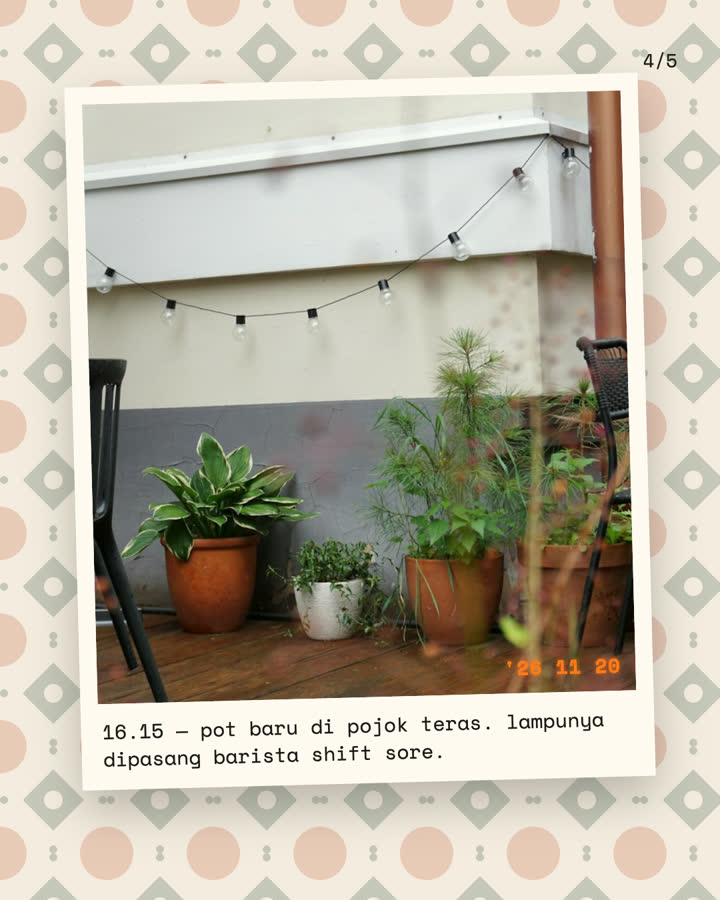 4/5
'26 11 20
16.15 — pot baru di pojok teras. lampunya
dipasang barista shift sore.